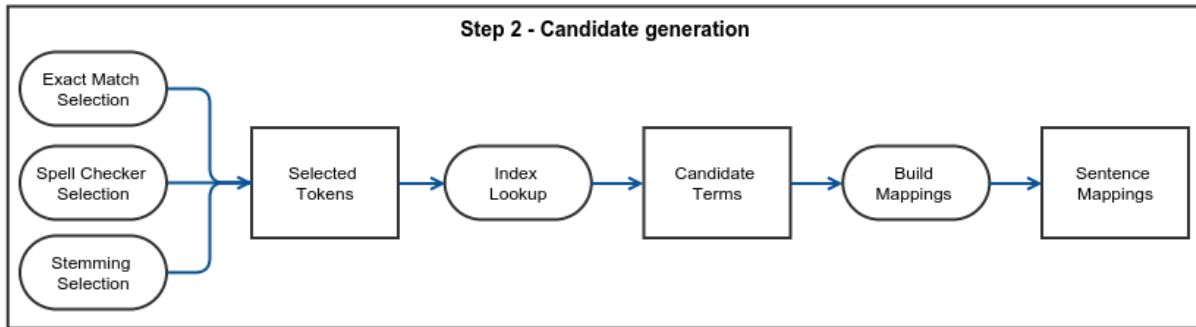 Step 2 - Candidate generation
Exact Match
Selection
Spell Checker
Selection
Stemming
Selection
Selected
Tokens
Index
Lookup
Candidate
Terms
Build
Mappings
Sentence
Mappings